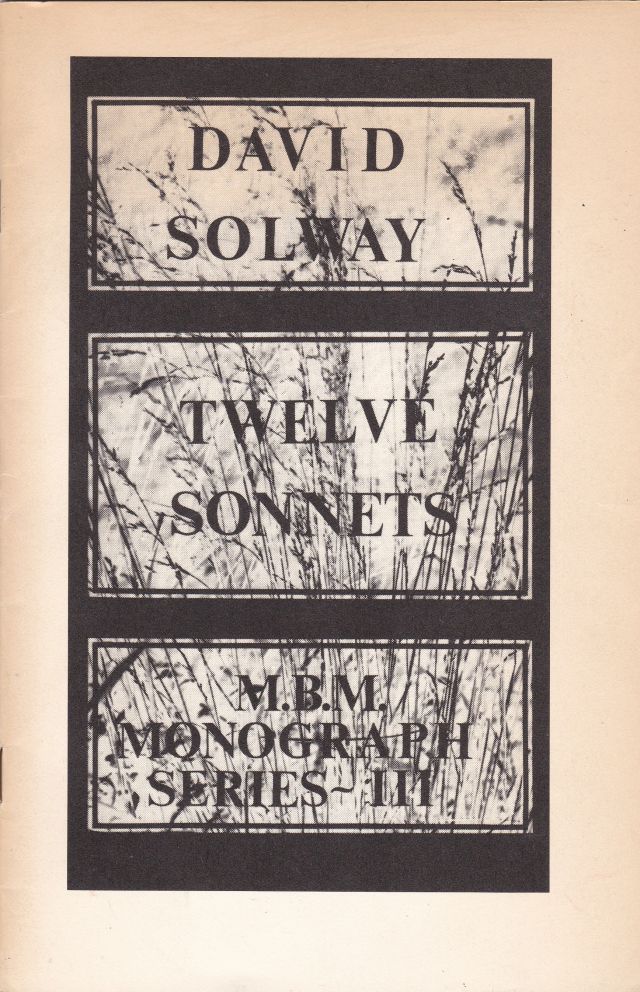 DAVID
SOLWAY
TWELVE
SONNETS
M.B.M.
MONOGRAPH
SERIES~III